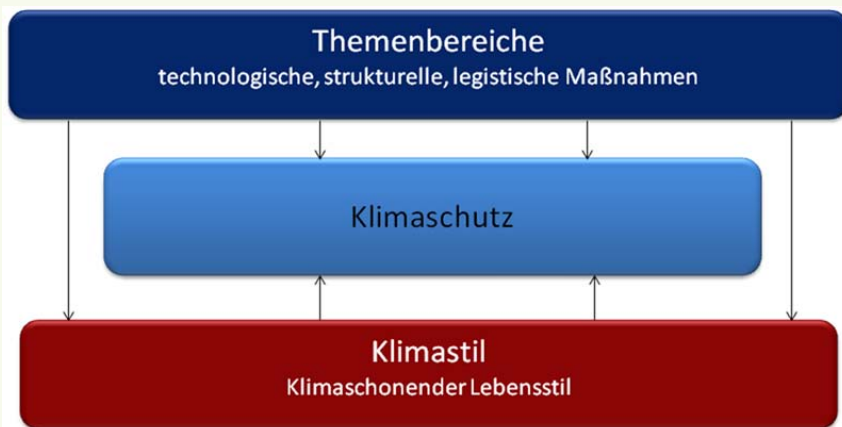 Themenbereiche
technologische, strukturelle, legistische Maßnahmen
Klimaschutz
Klimastil
Klimaschonender Lebensstil